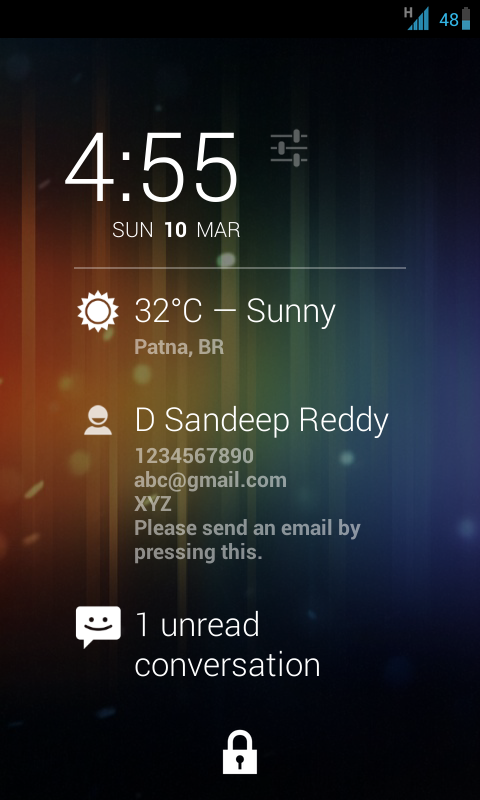 H 48
4:55
SUN 10 MAR
32°C — Sunny
Patna, BR
D Sandeep Reddy
1234567890
abc@gmail.com
XYZ
Please send an email by
pressing this.
1 unread
conversation